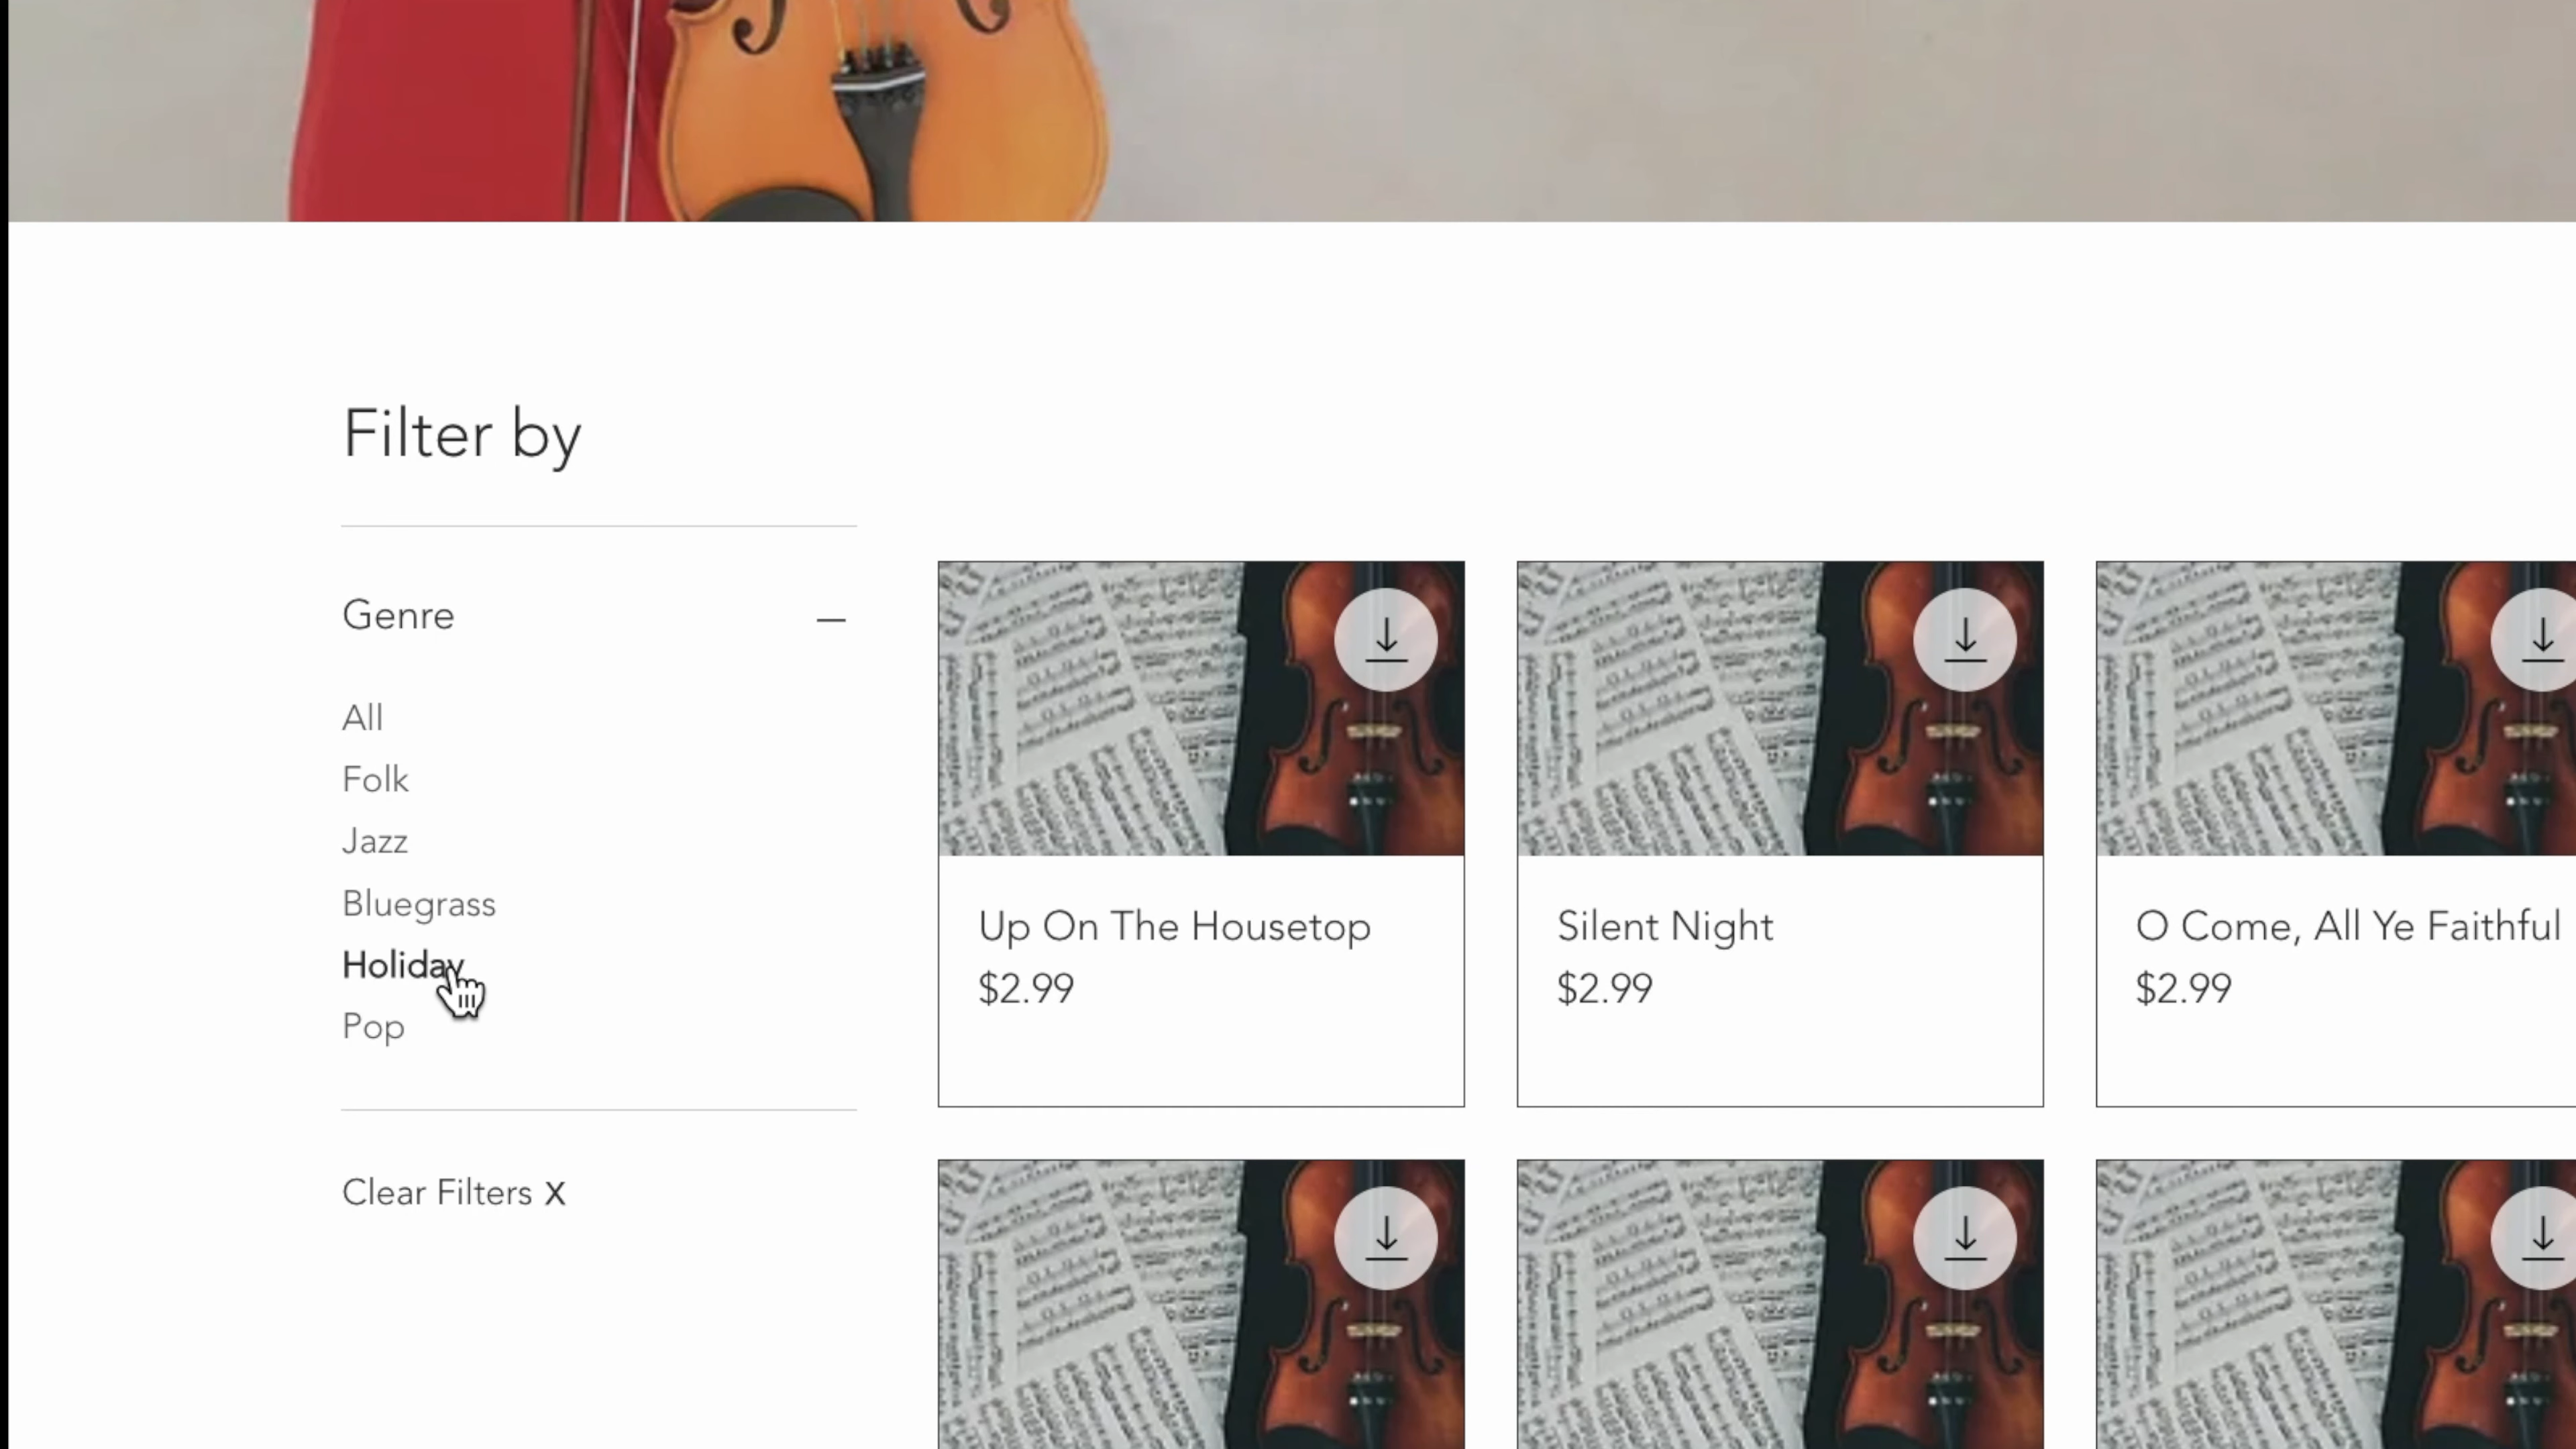 Filter by
Genre
All
Folk
Jazz
Bluegrass
Holiday
Pop
Clear Filters X
Up On The Housetop
$2.99
Silent Night
$2.99
O Come, All Ye Faithful
$2.99